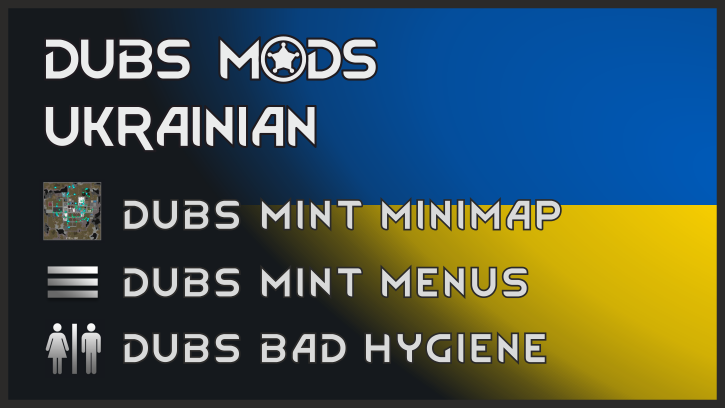 DUBS MODS
UKRAINIAN
DUBS MINT MINIMAP
DUBS MINT MENUS
DUBS BAD HYGIENE